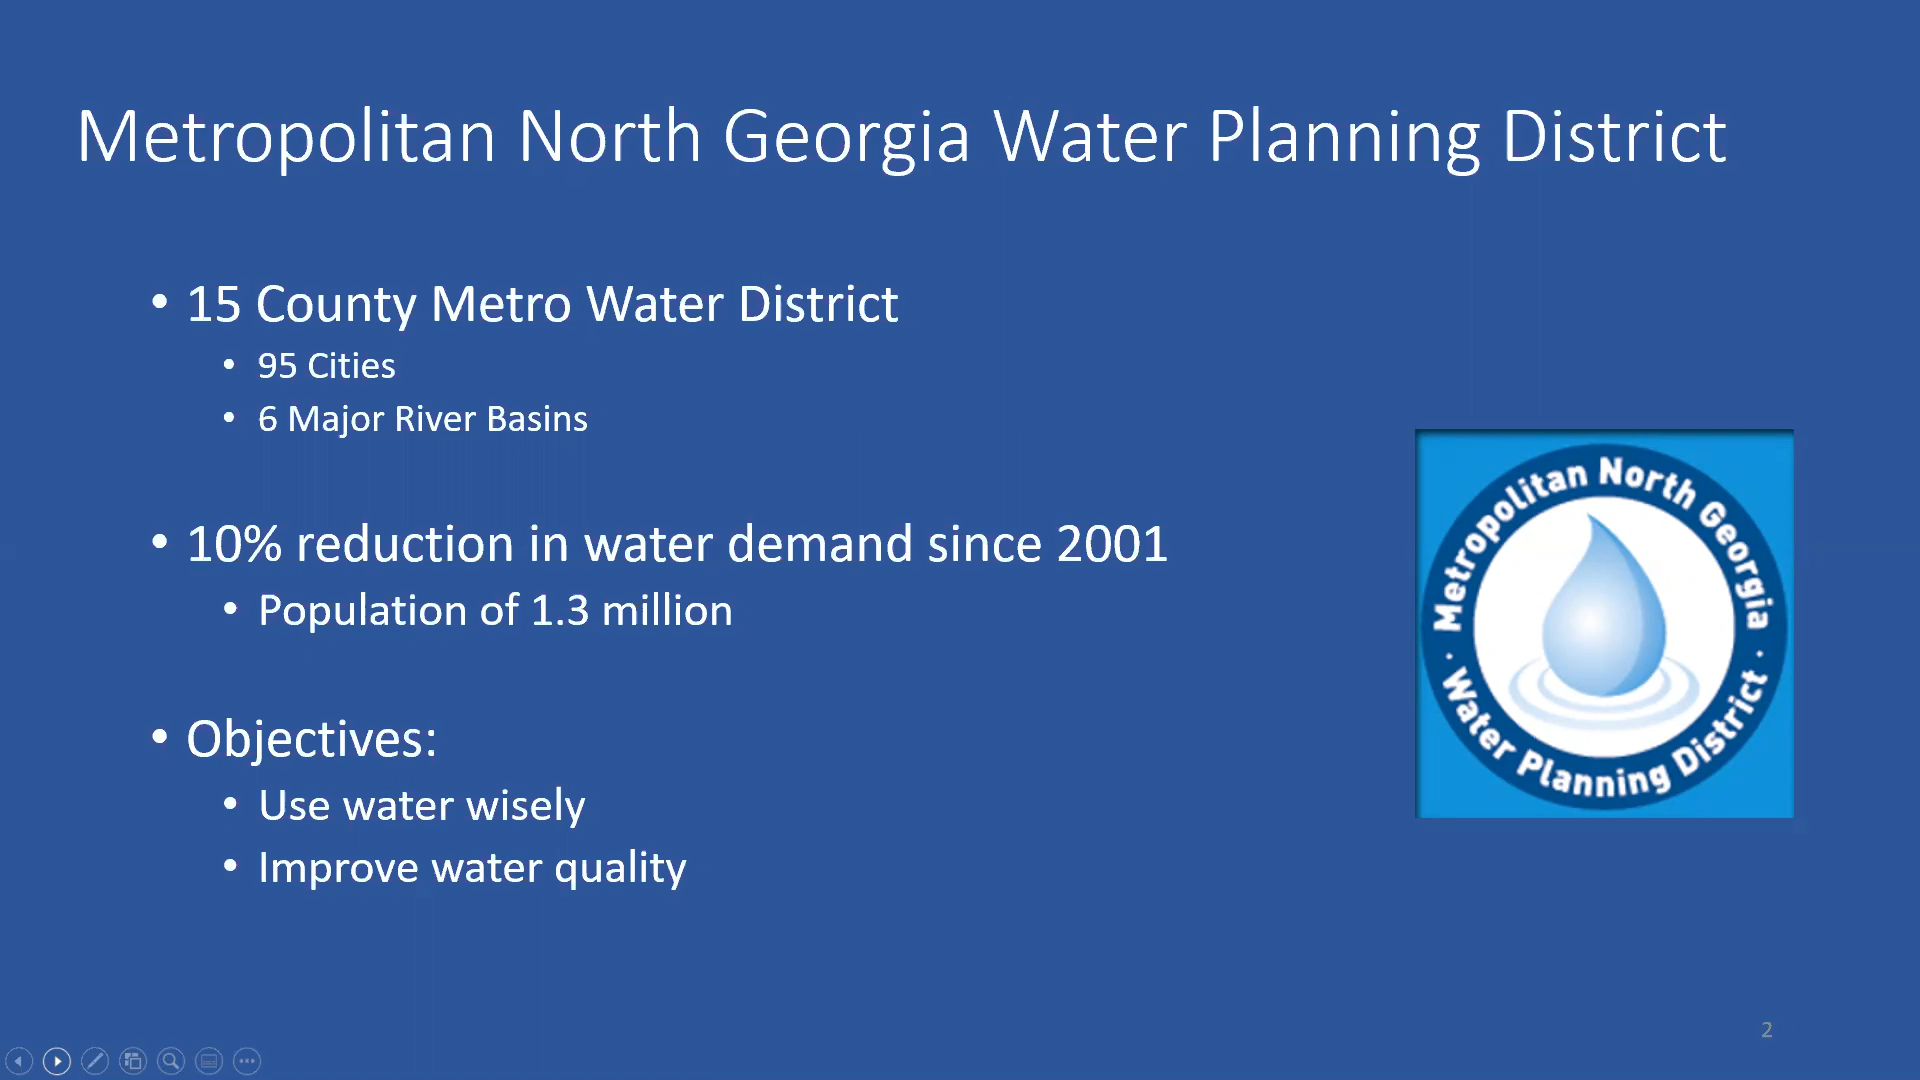 Metropolitan North Georgia Water Planning District
• 15 County Metro Water District
• 95 Cities
• 6 Major River Basins
• 10% reduction in water demand since 2001
• Population of 1.3 million
• Objectives:
• Use water wisely
• Improve water quality
Metropolitan North Georgia
· Water Planning District ·
2